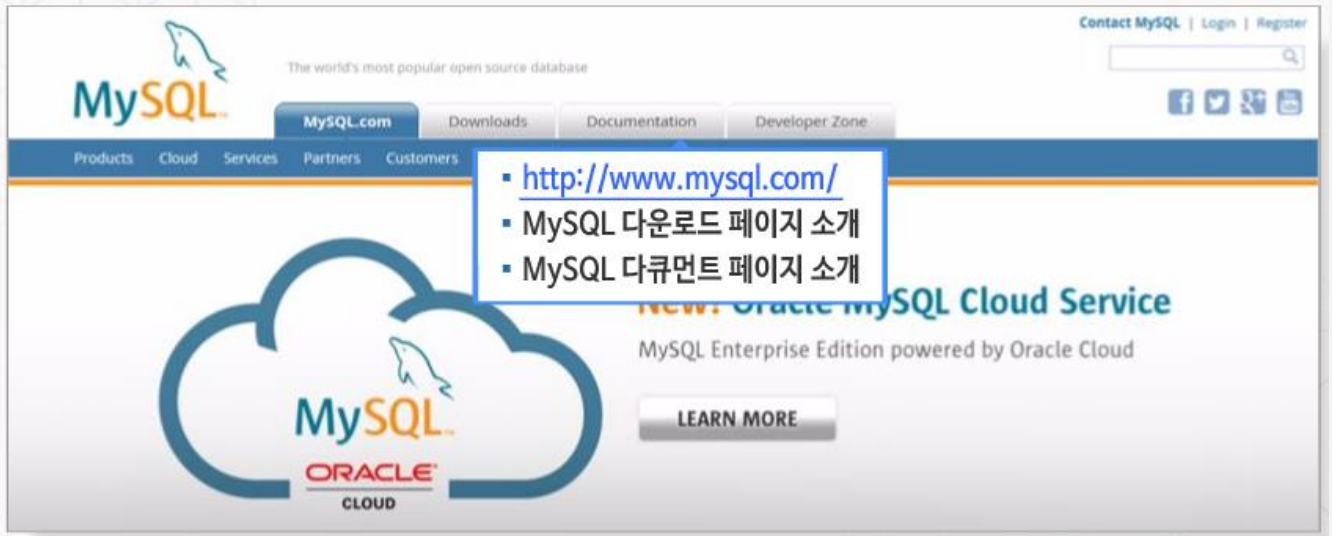 Contact MySQL | Login | Register
MySQL™
The world's most popular open source database
MySQL.com Downloads Documentation Developer Zone
Products Cloud Services Partners Customers
▪ http://www.mysql.com/
▪ MySQL 다운로드 페이지 소개
▪ MySQL 다큐먼트 페이지 소개
New! Oracle MySQL Cloud Service
MySQL Enterprise Edition powered by Oracle Cloud
LEARN MORE
MySQL™
ORACLE
CLOUD